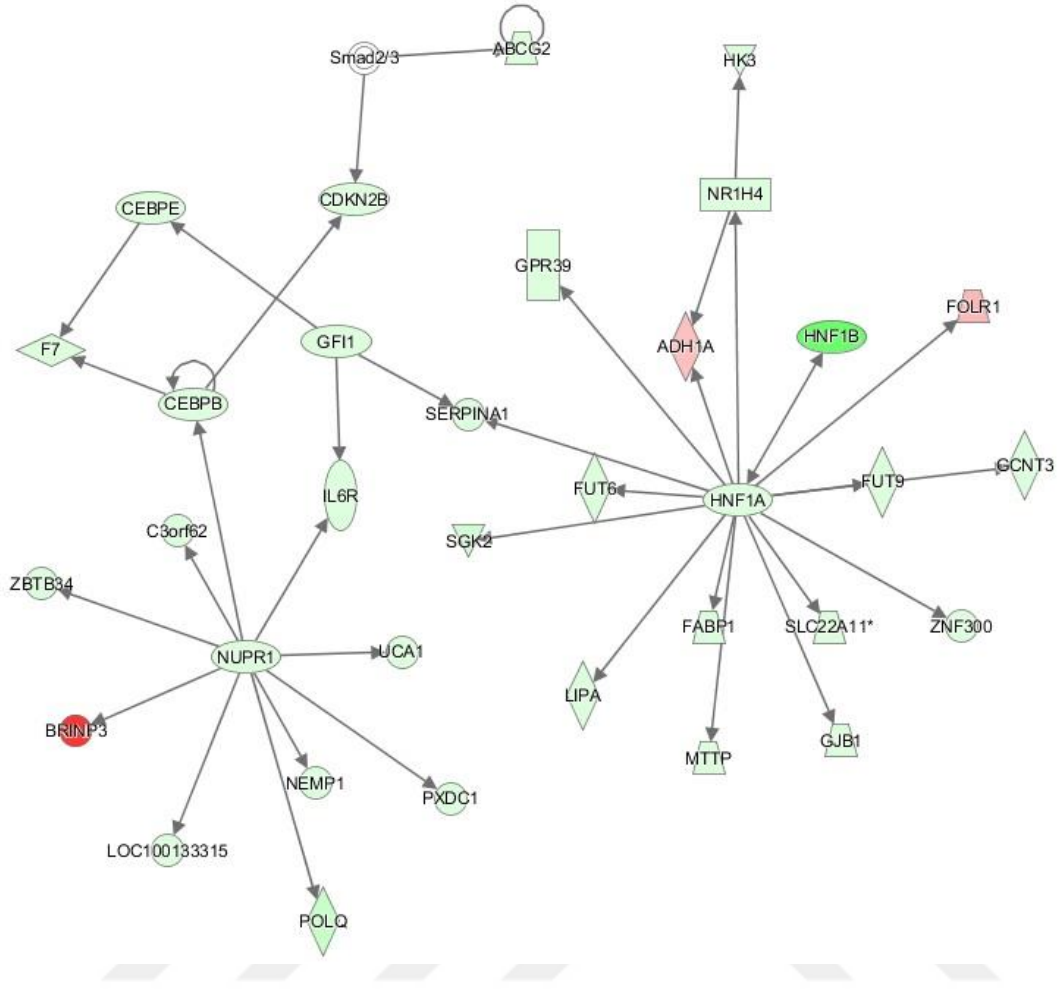 Smad2/3
ABCG2
HK3
CEBPE
CDKN2B
NR1H4
GPR39
FOLR1
F7
GFI1
ADH1A
HNF1B
CEBPB
SERPINA1
IL6R
FUT6
HNF1A
FUT9
GCNT3
C3orf62
SGK2
ZBTB34
NUPR1
UCA1
FABP1
SLC22A11*
ZNF300
BRINP3
LIPA
NEMP1
PXDC1
MTTP
GJB1
LOC100133315
POLQ